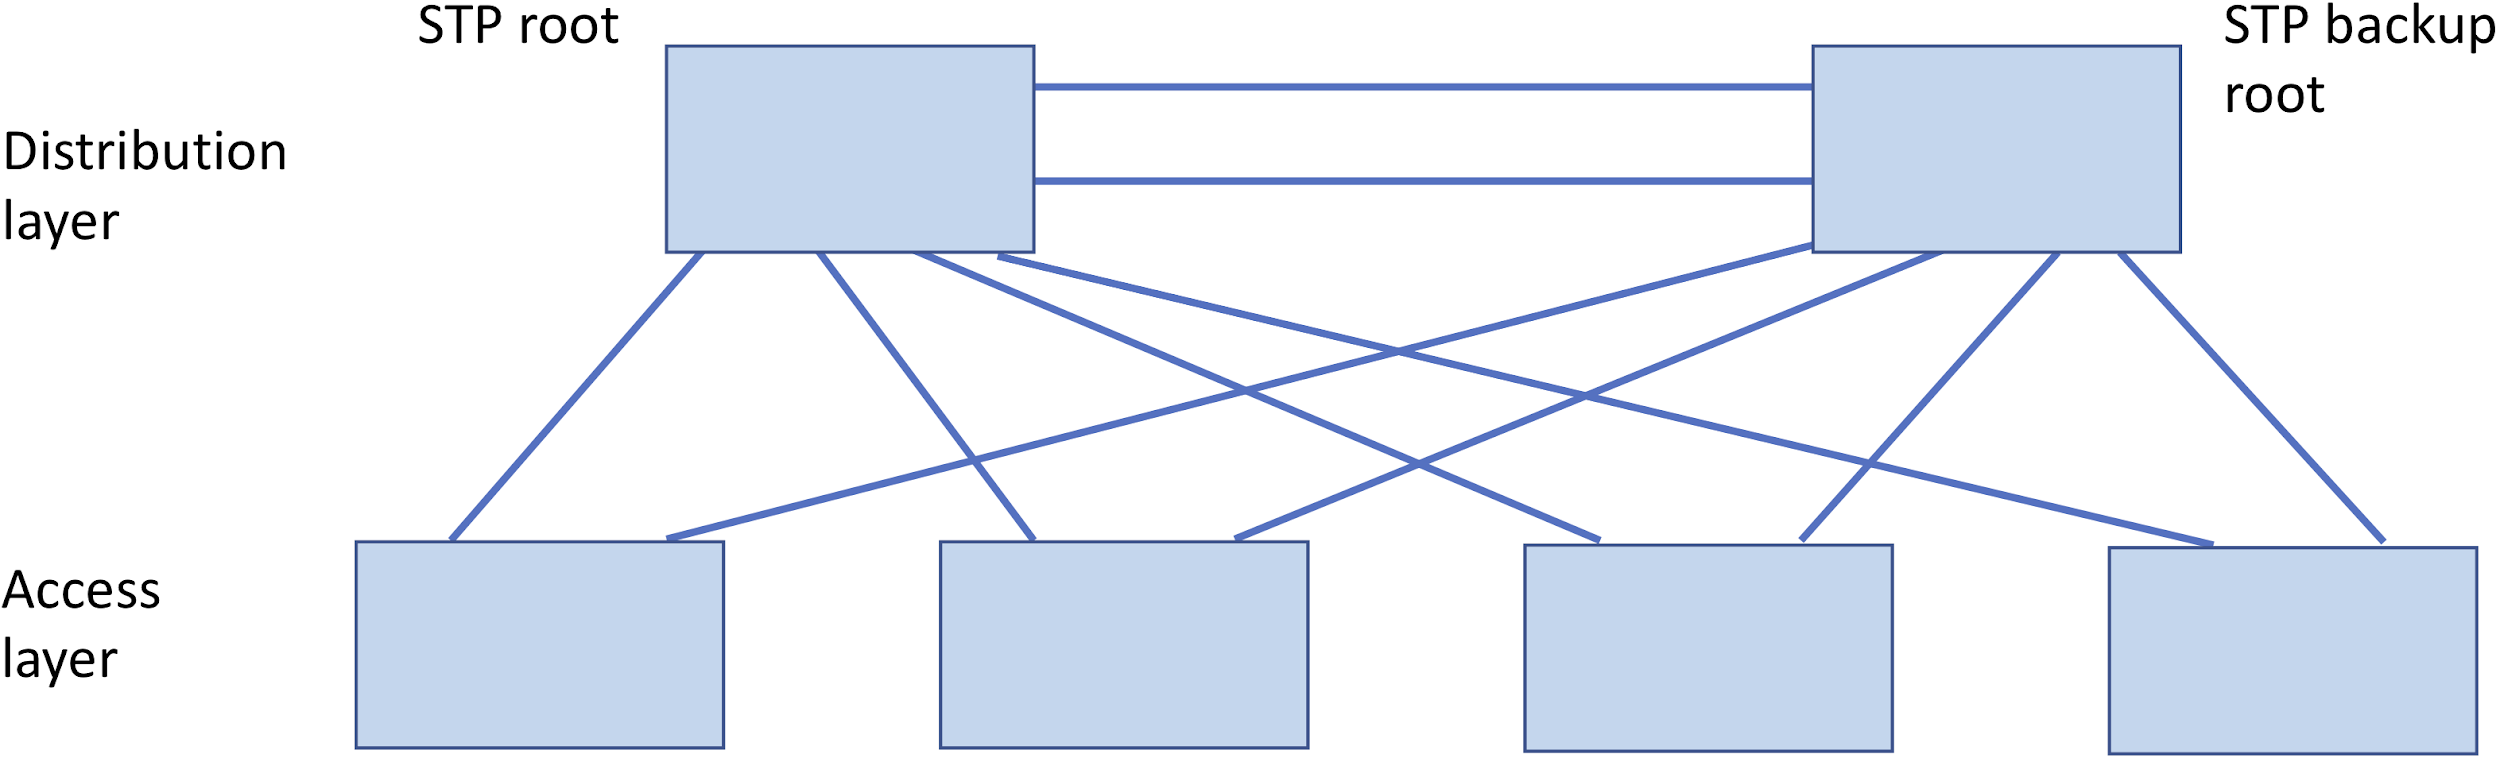 STP root
STP backup
root
Distribution
layer
Access
layer